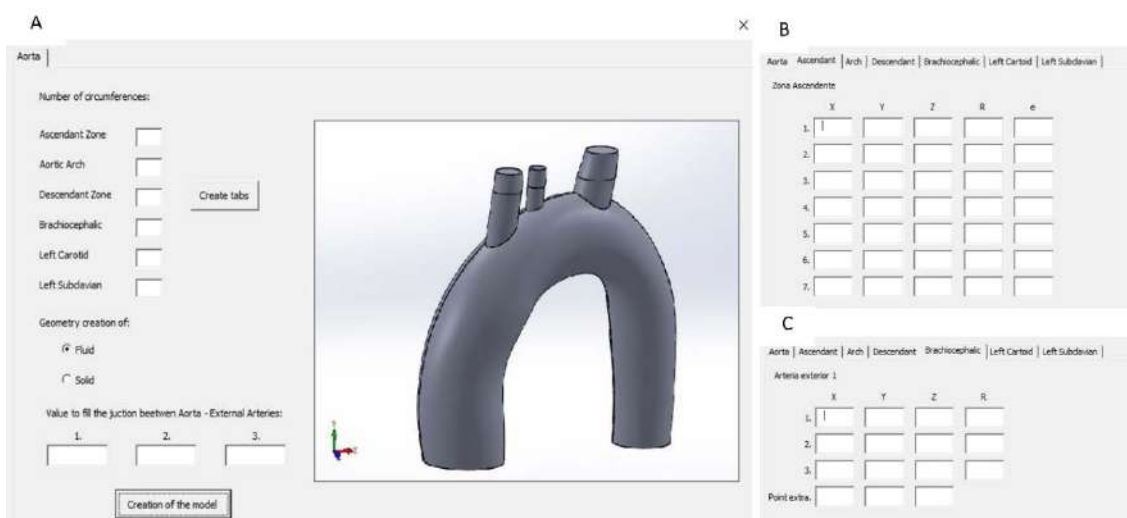 A
×
Aorta
Number of circumferences:
Ascendant Zone
Aortic Arch
Descendant Zone
Create tabs
Brachiocephalic
Left Carotid
Left Subclavian
Geometry creation of:
Fluid
Solid
Value to fill the juction beetwen Aorta - External Arteries:
1. 2. 3.
Creation of the model
Y
X
B
Aorta Ascendant Arch Descendant Brachiocephalic Left Cartoid Left Subclavian
Zona Ascendente
X Y Z R e
1.
2.
3.
4.
5.
6.
7.
C
Aorta Ascendant Arch Descendant Brachiocephalic Left Cartoid Left Subclavian
Arteria exterior 1
X Y Z R
1.
2.
3.
Point extra.